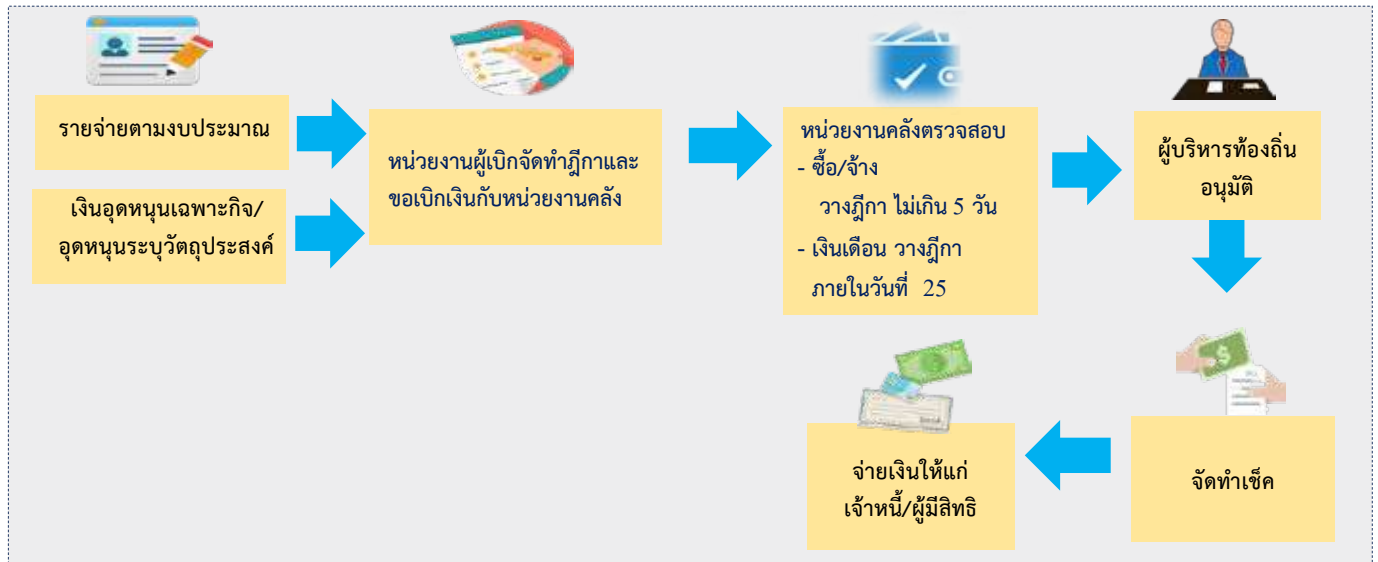 รายจ่ายตามงบประมาณ
เงินอุดหนุนเฉพาะกิจ/
อุดหนุนระบุวัตถุประสงค์
หน่วยงานผู้เบิกจัดทำฎีกาและ
ขอเบิกเงินกับหน่วยงานคลัง
หน่วยงานคลังตรวจสอบ
- ซื้อ/จ้าง
วางฎีกา ไม่เกิน 5 วัน
- เงินเดือน วางฎีกา
ภายในวันที่ 25
ผู้บริหารท้องถิ่น
อนุมัติ
จัดทำเช็ค
จ่ายเงินให้แก่
เจ้าหนี้/ผู้มีสิทธิ